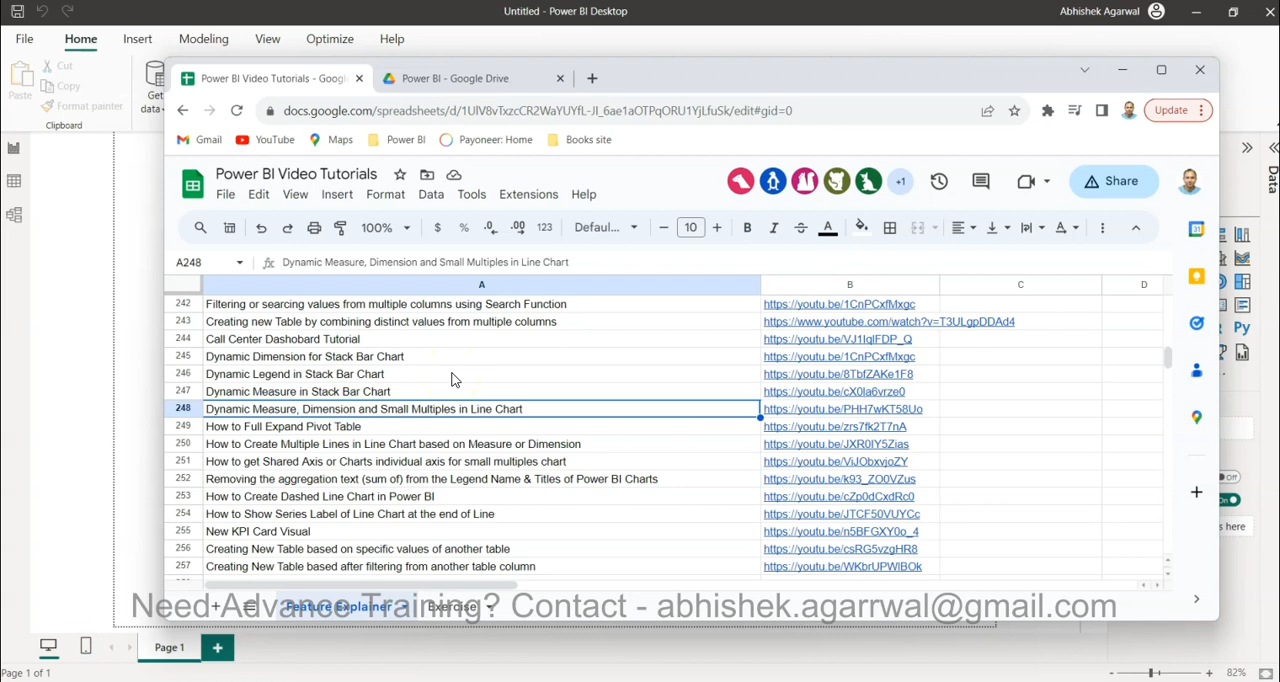 Untitled - Power BI Desktop
Abhishek Agarwal
File Home Insert Modeling View Optimize Help
Cut
Copy
Format painter
Paste
Clipboard
Get
data
Power BI Video Tutorials - Google
Power BI - Google Drive
docs.google.com/spreadsheets/d/1UlV8vTxzcCR2WaYUYfL-Jl_6ae1aOTPqORU1YjLfuSk/edit#gid=0
Update
Gmail YouTube Maps Power BI Payoneer: Home Books site
Power BI Video Tutorials
File Edit View Insert Format Data Tools Extensions Help
+1
Share
100% $ % .0 .00 123 Defaul... 10 B I A
A248 fx Dynamic Measure, Dimension and Small Multiples in Line Chart
A B C D
242 Filtering or searcing values from multiple columns using Search Function https://youtu.be/1CnPCxfMxgc
243 Creating new Table by combining distinct values from multiple columns https://www.youtube.com/watch?v=T3ULgpDDAd4
244 Call Center Dashobard Tutorial https://youtu.be/VJ1IqlFDP_Q
245 Dynamic Dimension for Stack Bar Chart https://youtu.be/1CnPCxfMxgc
246 Dynamic Legend in Stack Bar Chart https://youtu.be/8TbfZAKe1F8
247 Dynamic Measure in Stack Bar Chart https://youtu.be/cX0la6vrze0
248 Dynamic Measure, Dimension and Small Multiples in Line Chart https://youtu.be/PHH7wKT58Uo
249 How to Full Expand Pivot Table https://youtu.be/zrs7fk2T7nA
250 How to Create Multiple Lines in Line Chart based on Measure or Dimension https://youtu.be/JXR0IY5Zias
251 How to get Shared Axis or Charts individual axis for small multiples chart https://youtu.be/ViJObxvjoZY
252 Removing the aggregation text (sum of) from the Legend Name & Titles of Power BI Charts https://youtu.be/k93_ZO0VZus
253 How to Create Dashed Line Chart in Power BI https://youtu.be/cZp0dCxdRc0
254 How to Show Series Label of Line Chart at the end of Line https://youtu.be/JTCF50VUYCc
255 New KPI Card Visual https://youtu.be/n5BFGXY0o_4
256 Creating New Table based on specific values of another table https://youtu.be/csRG5vzgHR8
257 Creating New Table based after filtering from another table column https://youtu.be/WKbrUPWlBOk
Feature Explainer Exercise
Need Advance Training? Contact - abhishek.agarrwal@gmail.com
Data
Py
Off
On
s here
Page 1
Page 1 of 1
82%